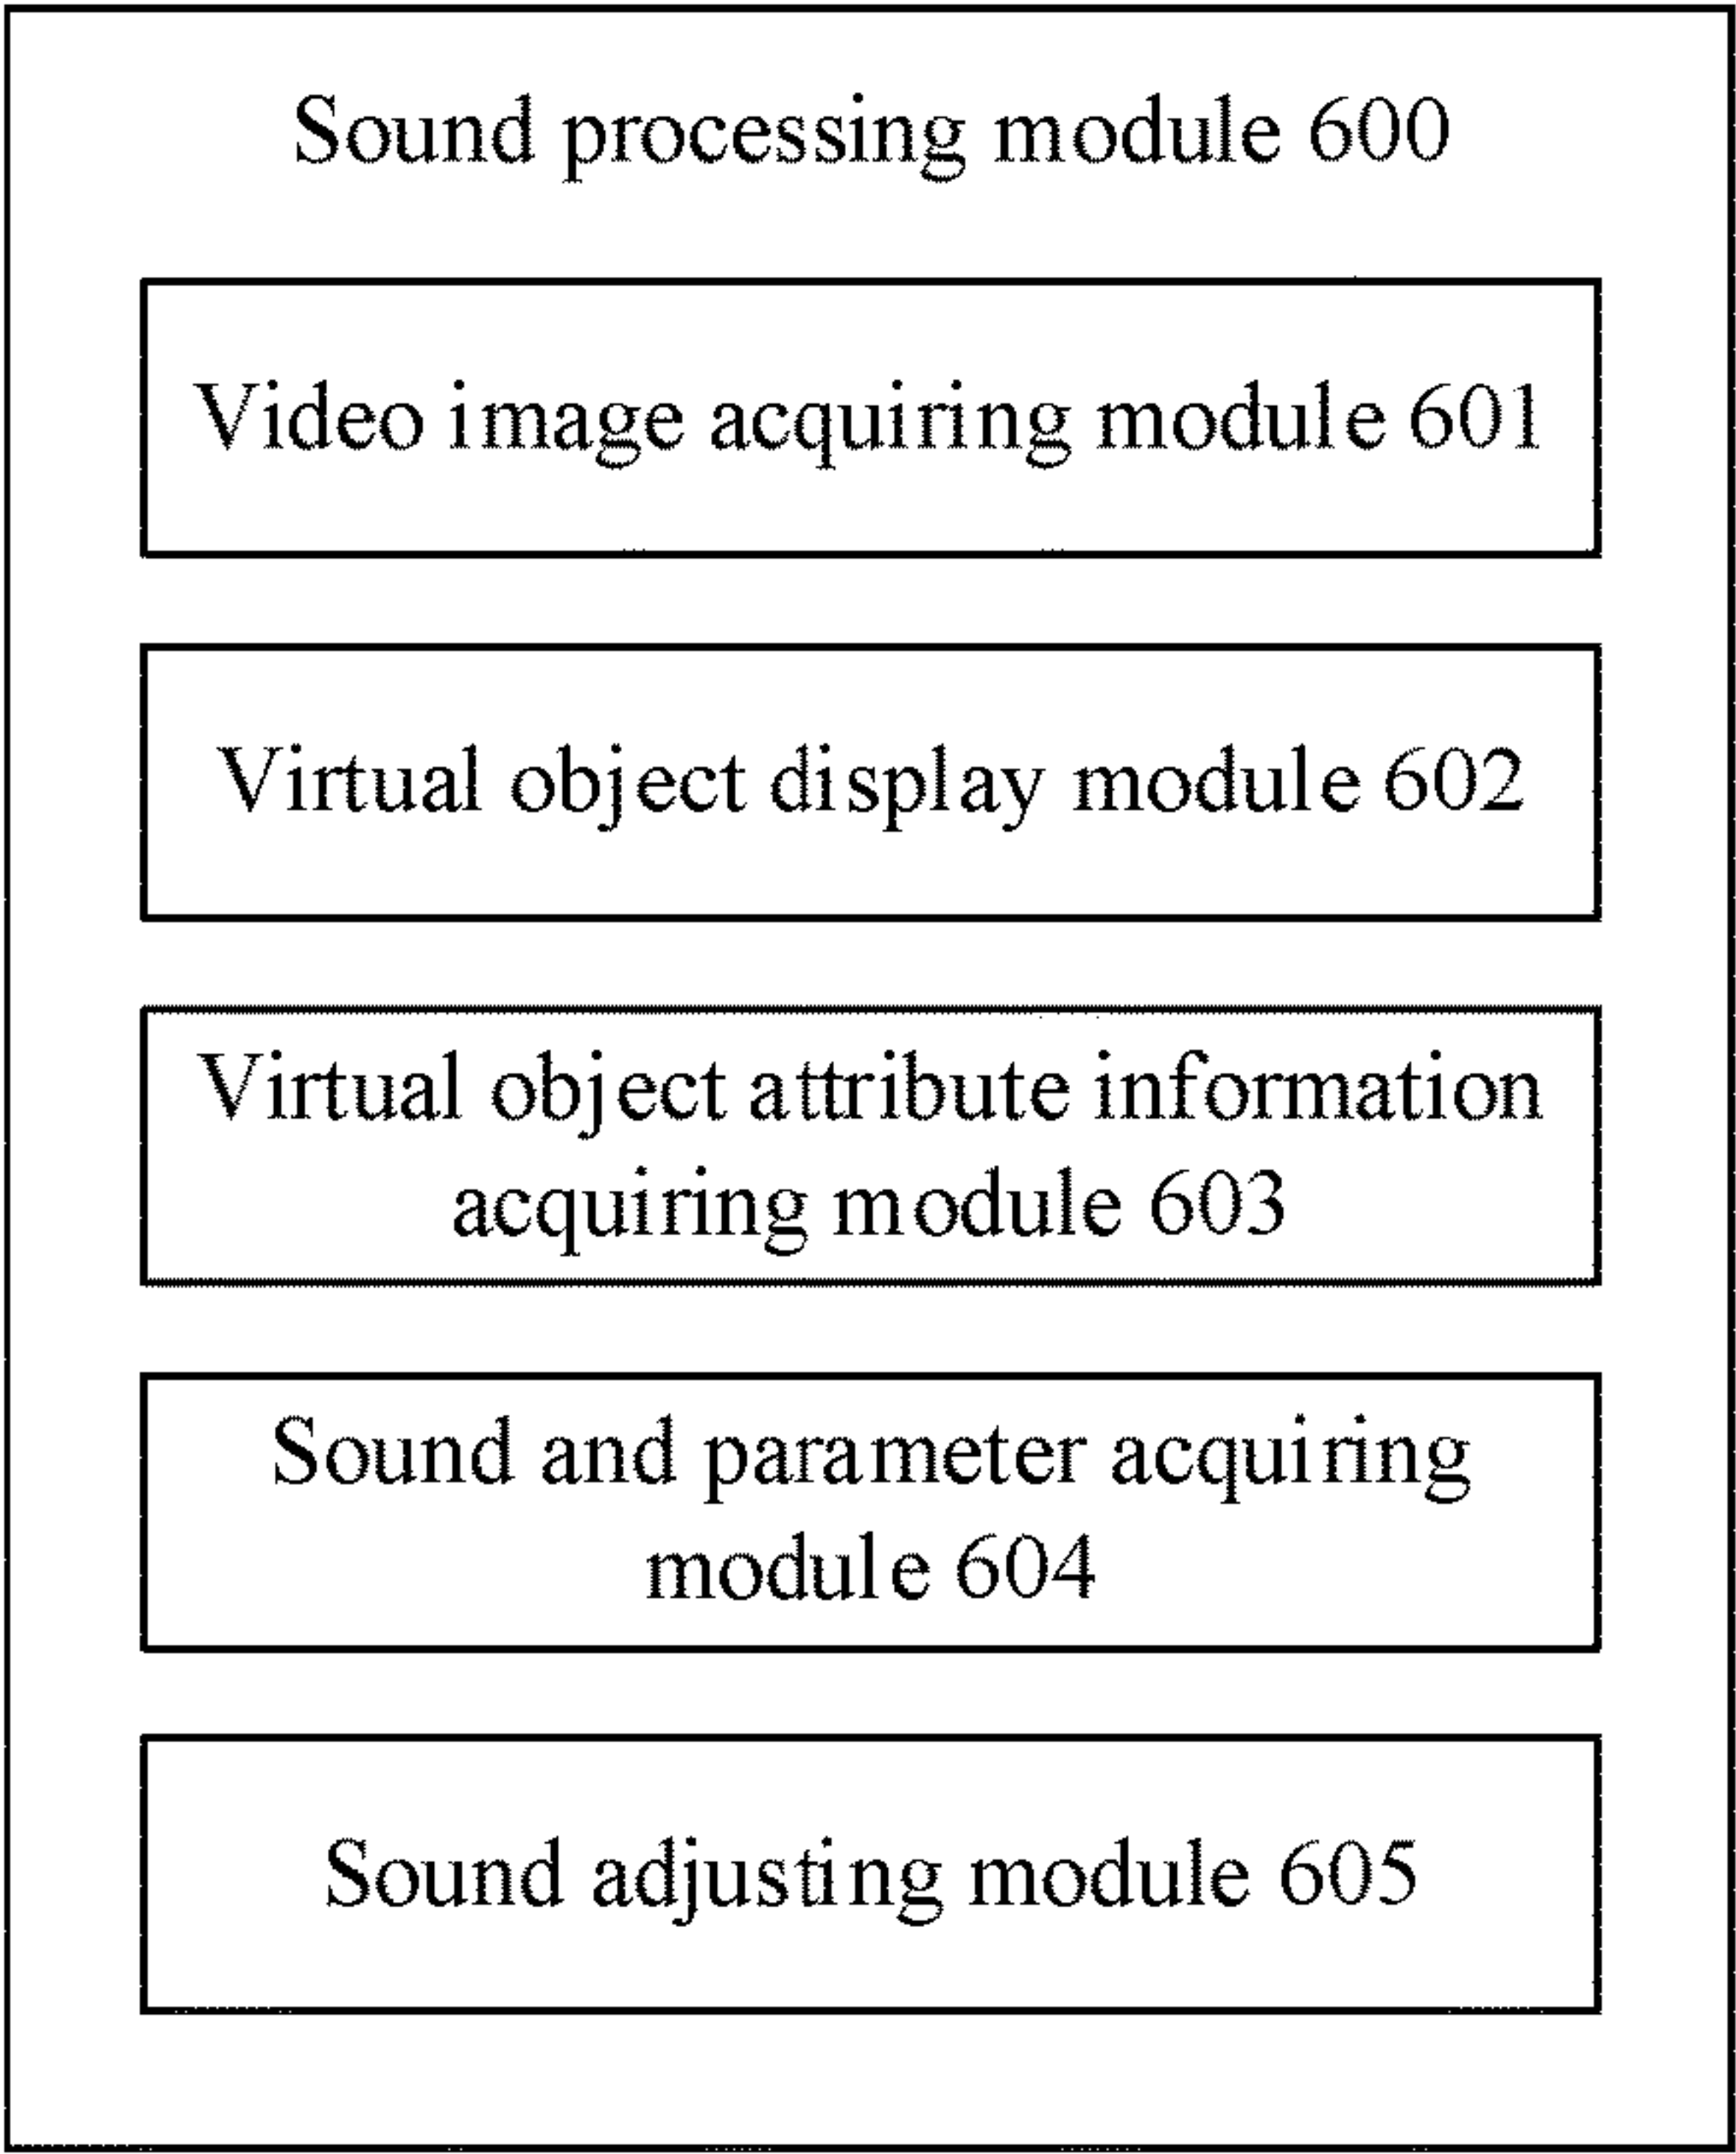 Sound processing module 600
Video image acquiring module 601
Virtual object display module 602
Virtual object attribute information
acquiring module 603
Sound and parameter acquiring
module 604
Sound adjusting module 605